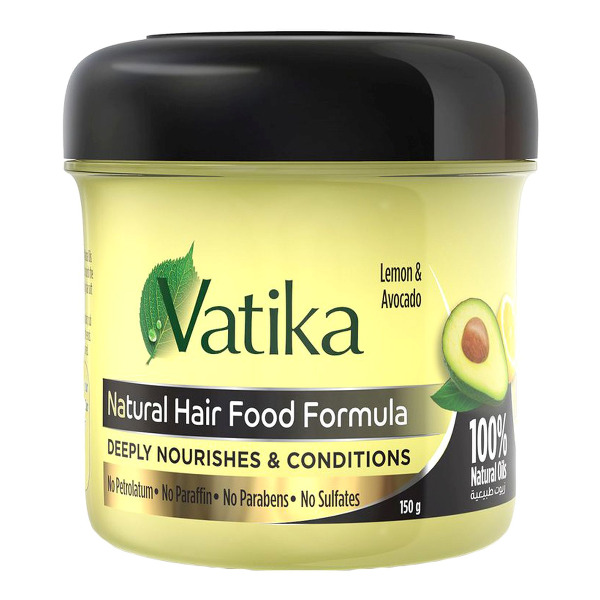 Vatika
Lemon &
Avocado
Natural Hair Food Formula
DEEPLY NOURISHES & CONDITIONS
No Petrolatum • No Paraffin • No Parabens • No Sulfates
150 g
100%
Natural Oils
زيوت طبيعية